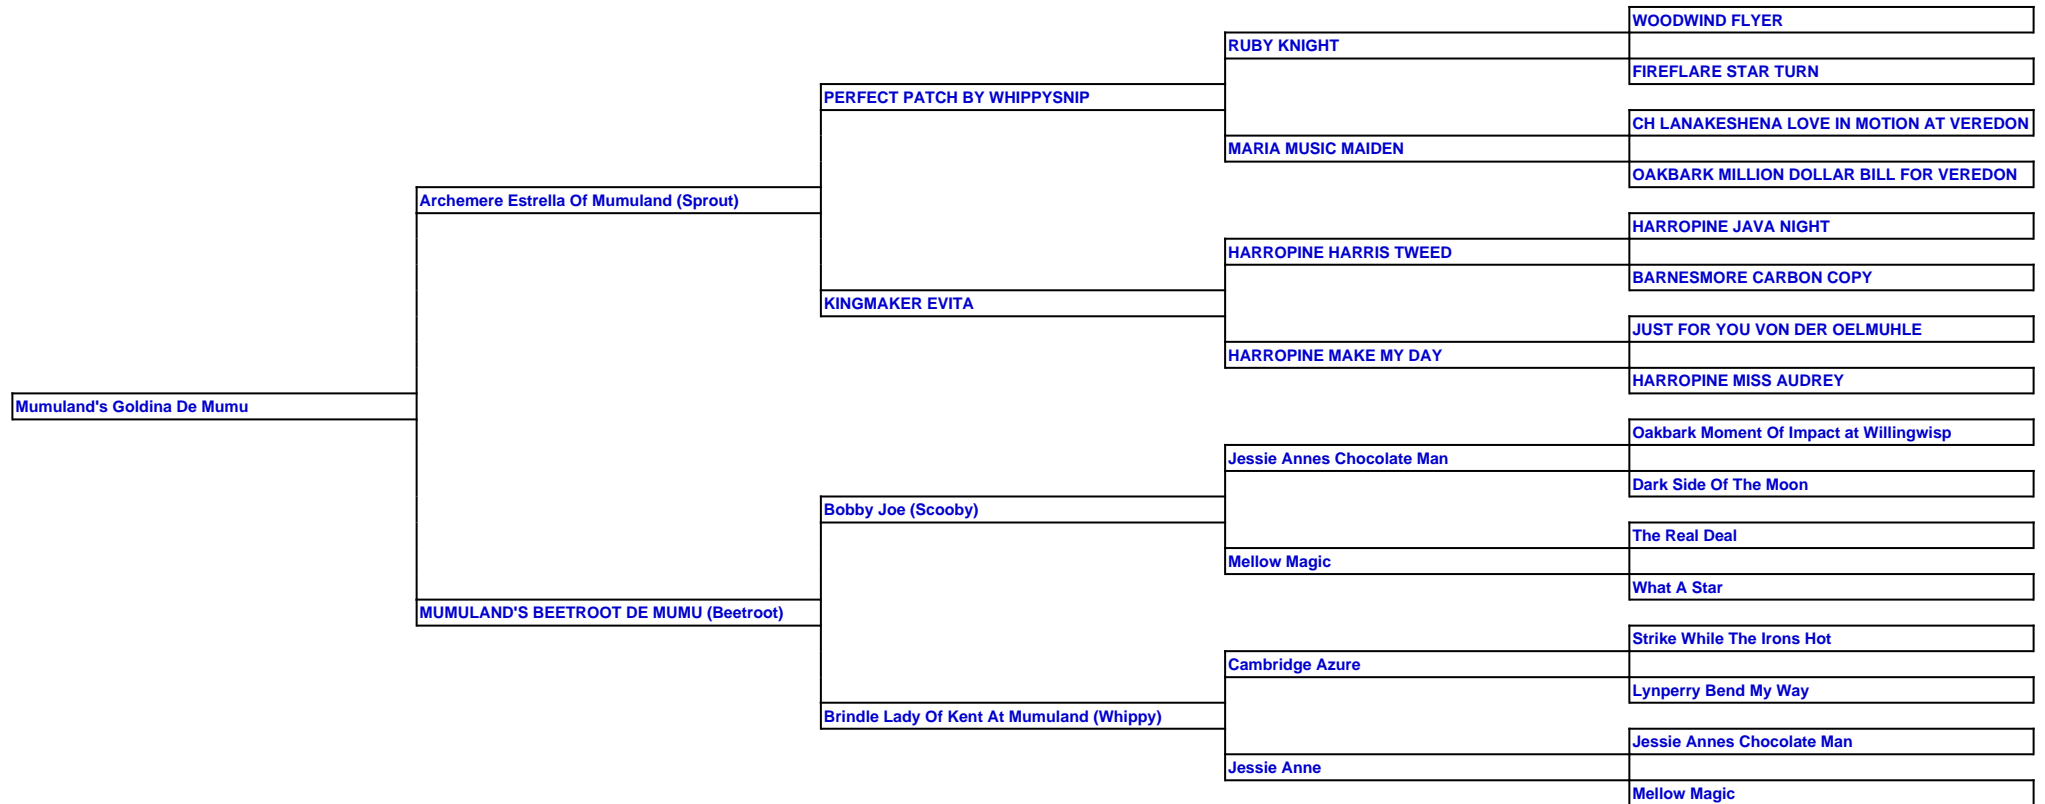 WOODWIND FLYER
RUBY KNIGHT
FIREFLARE STAR TURN
PERFECT PATCH BY WHIPPYSNIP
CH LANAKESHENA LOVE IN MOTION AT VEREDON
MARIA MUSIC MAIDEN
OAKBARK MILLION DOLLAR BILL FOR VEREDON
Archemere Estrella Of Mumuland (Sprout)
HARROPINE JAVA NIGHT
HARROPINE HARRIS TWEED
BARNESMORE CARBON COPY
KINGMAKER EVITA
JUST FOR YOU VON DER OELMUHLE
HARROPINE MAKE MY DAY
HARROPINE MISS AUDREY
Mumuland's Goldina De Mumu
Oakbark Moment Of Impact at Willingwisp
Jessie Annes Chocolate Man
Dark Side Of The Moon
Bobby Joe (Scooby)
The Real Deal
Mellow Magic
What A Star
MUMULAND'S BEETROOT DE MUMU (Beetroot)
Strike While The Irons Hot
Cambridge Azure
Lynperry Bend My Way
Brindle Lady Of Kent At Mumuland (Whippy)
Jessie Annes Chocolate Man
Jessie Anne
Mellow Magic